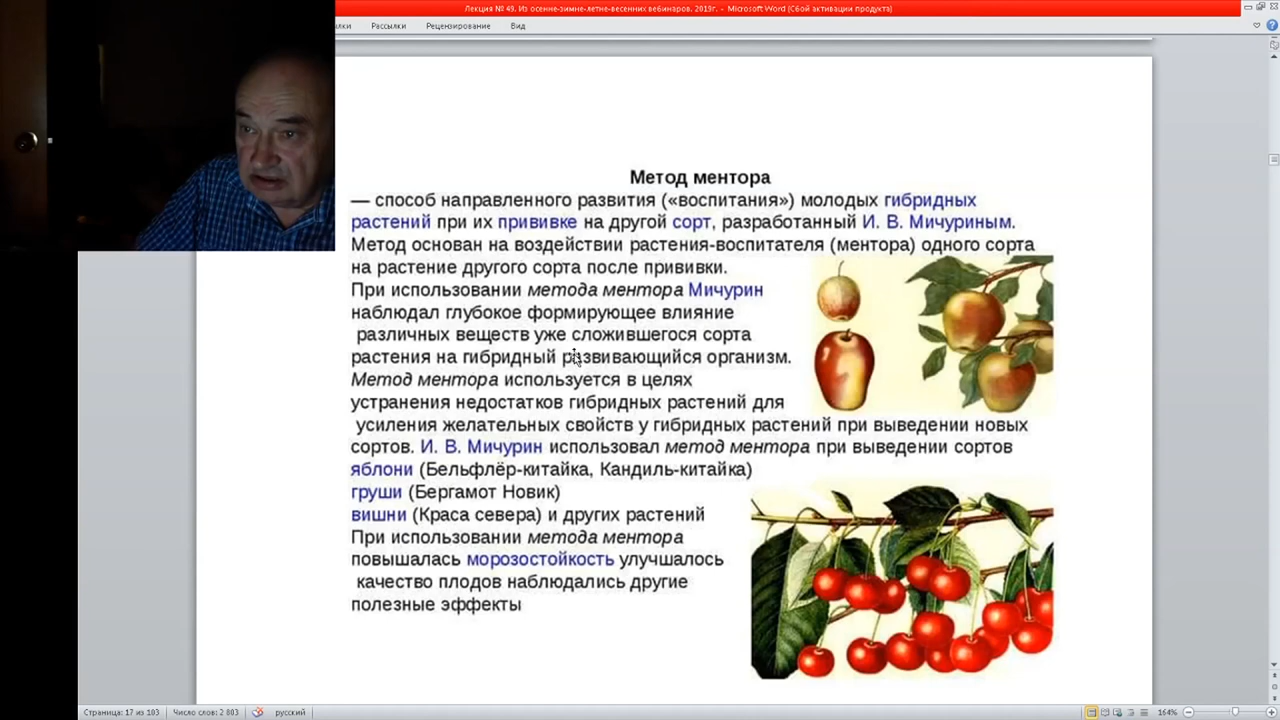 Лекция № 49. Из осенне-зимне-летне-весенних вебинаров. 2019г. - Microsoft Word (Сбой активации продукта)
лки Рассылки Рецензирование Вид
Метод ментора
— способ направленного развития («воспитания») молодых гибридных
растений при их прививке на другой сорт, разработанный И. В. Мичуриным.
Метод основан на воздействии растения-воспитателя (ментора) одного сорта
на растение другого сорта после прививки.
При использовании метода ментора Мичурин
наблюдал глубокое формирующее влияние
различных веществ уже сложившегося сорта
растения на гибридный развивающийся организм.
Метод ментора используется в целях
устранения недостатков гибридных растений для
усиления желательных свойств у гибридных растений при выведении новых
сортов. И. В. Мичурин использовал метод ментора при выведении сортов
яблони (Бельфлёр-китайка, Кандиль-китайка)
груши (Бергамот Новик)
вишни (Краса севера) и других растений
При использовании метода ментора
повышалась морозостойкость улучшалось
качество плодов наблюдались другие
полезные эффекты
Страница: 17 из 103 Число слов: 2 803 русский 164%